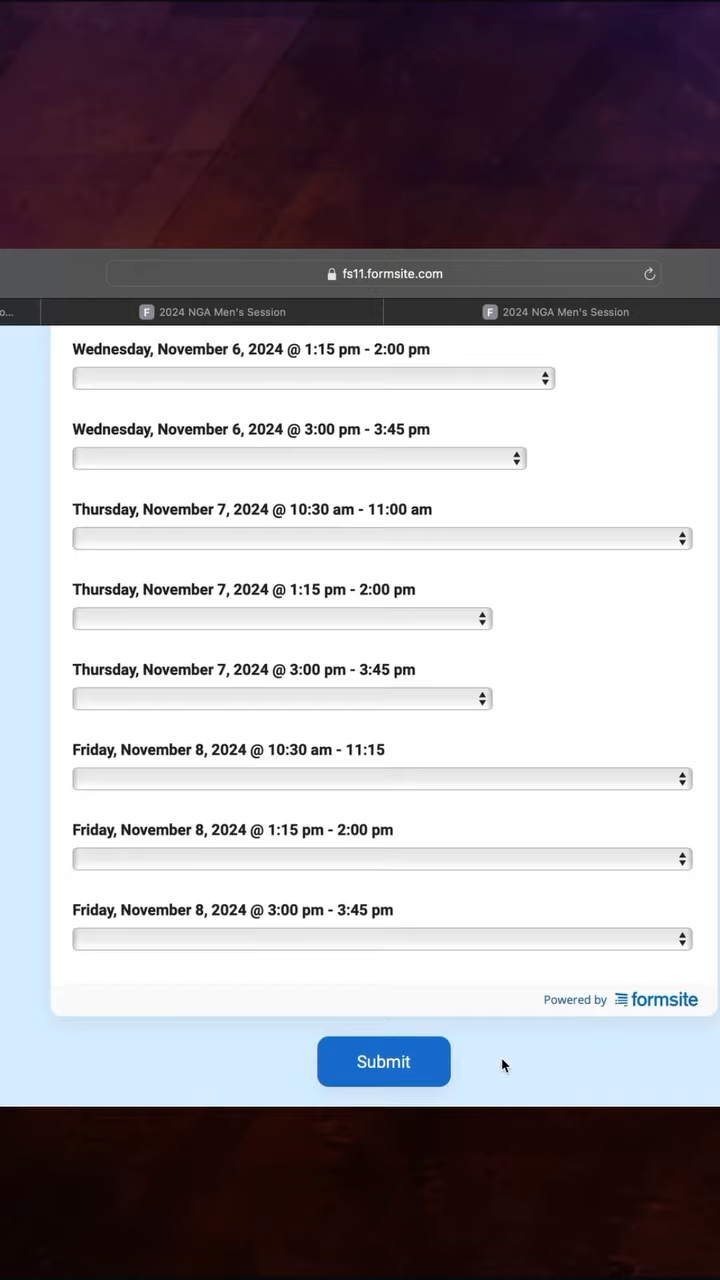 fs11.formsite.com
o...
F 2024 NGA Men's Session
F 2024 NGA Men's Session
Wednesday, November 6, 2024 @ 1:15 pm - 2:00 pm
Wednesday, November 6, 2024 @ 3:00 pm - 3:45 pm
Thursday, November 7, 2024 @ 10:30 am - 11:00 am
Thursday, November 7, 2024 @ 1:15 pm - 2:00 pm
Thursday, November 7, 2024 @ 3:00 pm - 3:45 pm
Friday, November 8, 2024 @ 10:30 am - 11:15
Friday, November 8, 2024 @ 1:15 pm - 2:00 pm
Friday, November 8, 2024 @ 3:00 pm - 3:45 pm
Powered by formsite
Submit